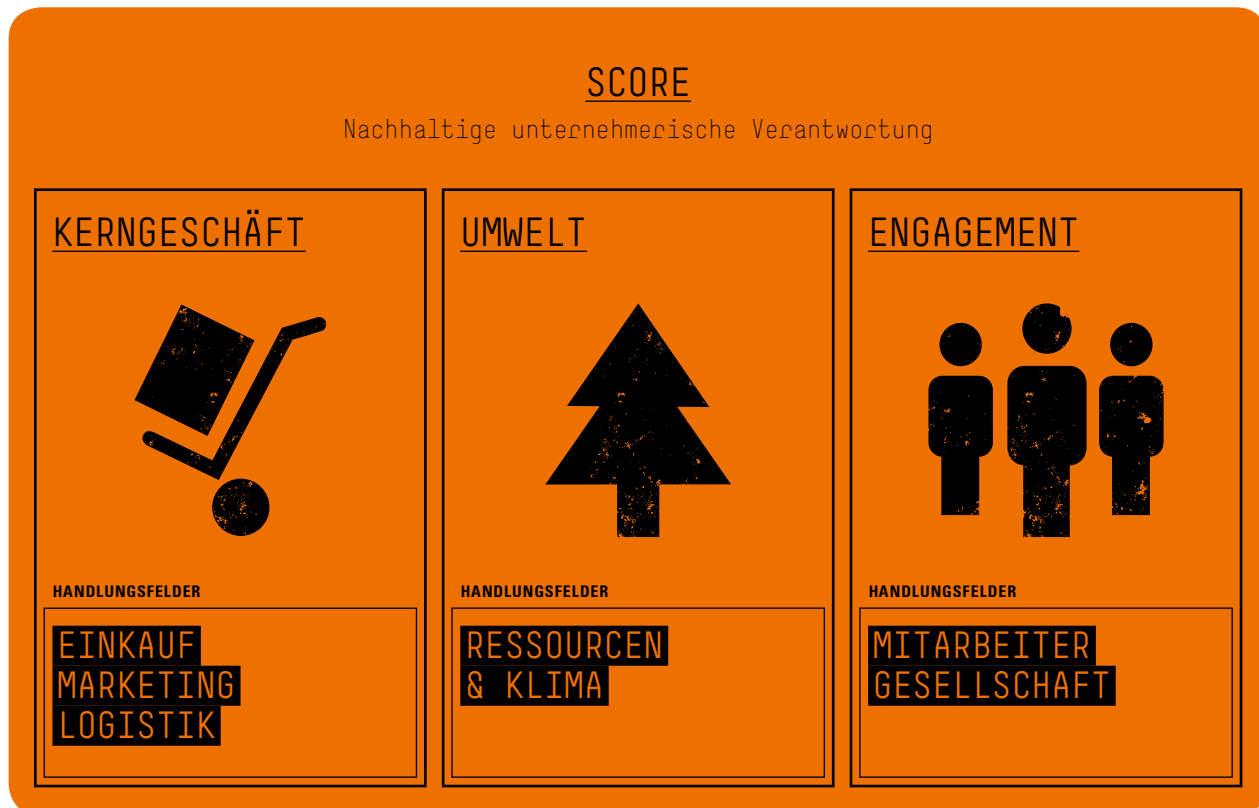 SCORE
Nachhaltige unternehmerische Verantwortung
KERNGESCHÄFT
HANDLUNGSFELDER
EINKAUF
MARKETING
LOGISTIK
UMWELT
HANDLUNGSFELDER
RESSOURCEN
& KLIMA
ENGAGEMENT
HANDLUNGSFELDER
MITARBEITER
GESELLSCHAFT